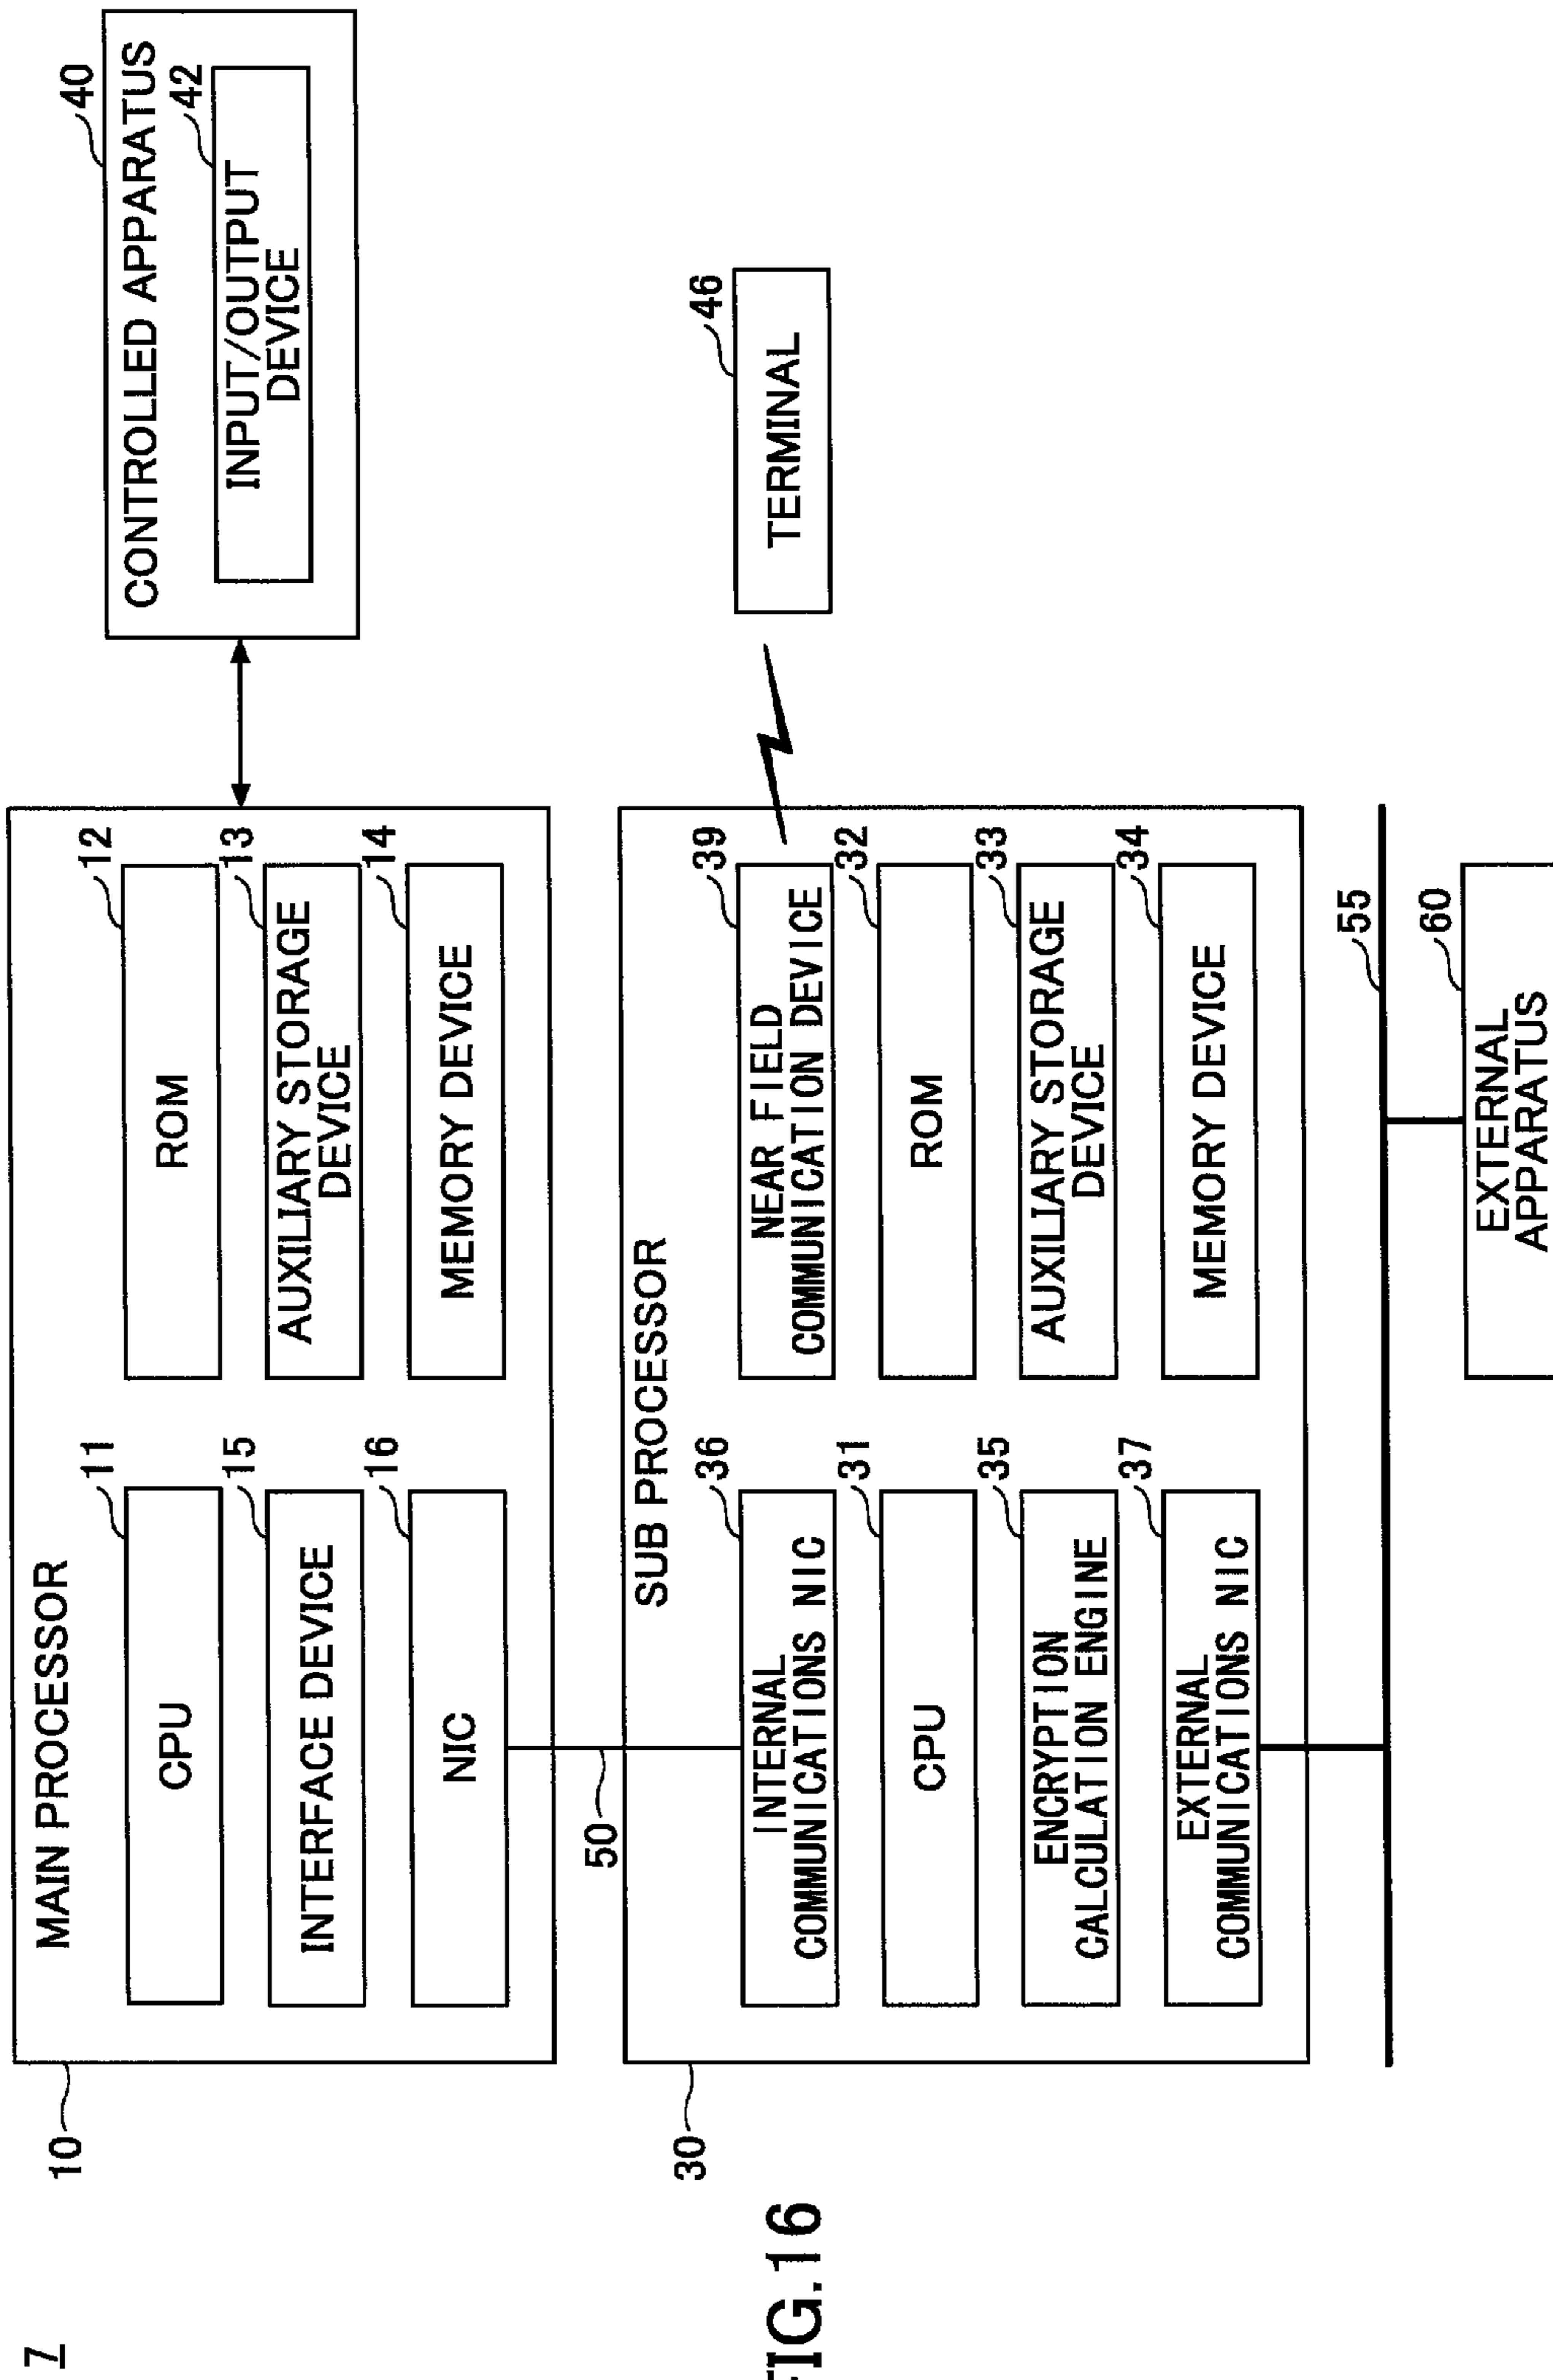 7
FIG.16
10
MAIN PROCESSOR
11
CPU
12
ROM
15
INTERFACE DEVICE
13
AUXILIARY STORAGE
DEVICE
16
NIC
14
MEMORY DEVICE
40
CONTROLLED APPARATUS
42
INPUT/OUTPUT
DEVICE
50
30
SUB PROCESSOR
36
INTERNAL
COMMUNICATIONS NIC
39
NEAR FIELD
COMMUNICATION DEVICE
31
CPU
32
ROM
35
ENCRYPTION
CALCULATION ENGINE
33
AUXILIARY STORAGE
DEVICE
37
EXTERNAL
COMMUNICATIONS NIC
34
MEMORY DEVICE
46
TERMINAL
55
60
EXTERNAL
APPARATUS